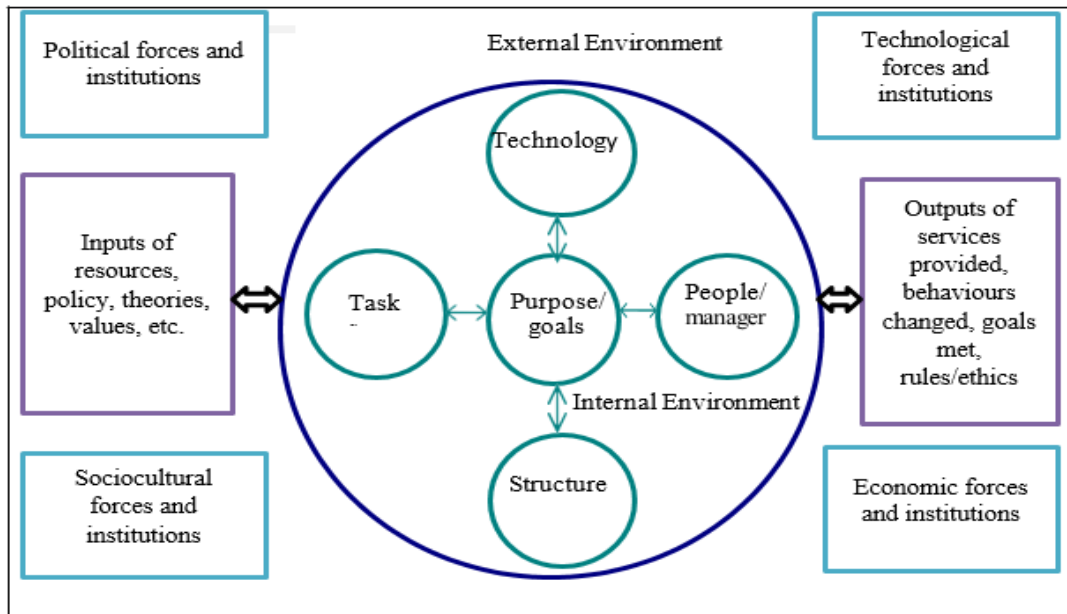 Political forces and
institutions
External Environment
Technological
forces and
institutions
Technology
Inputs of
resources,
policy, theories,
values, etc.
Task
Purpose/
goals
People/
manager
Outputs of
services
provided,
behaviours
changed, goals
met,
rules/ethics
Internal Environment
Structure
Sociocultural
forces and
institutions
Economic forces
and institutions